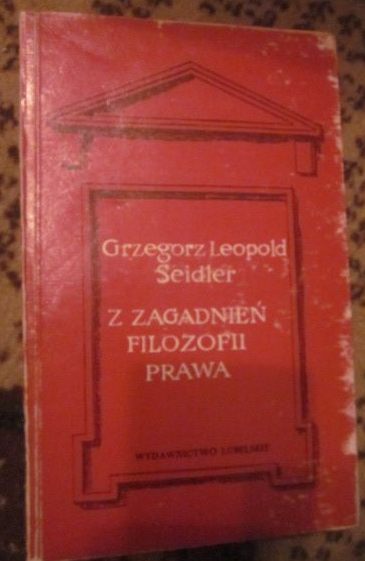 Grzegorz Leopold
Seidler
Z ZAGADNIEŃ
FILOZOFII
PRAWA
WYDAWNICTWO LUBELSKIE